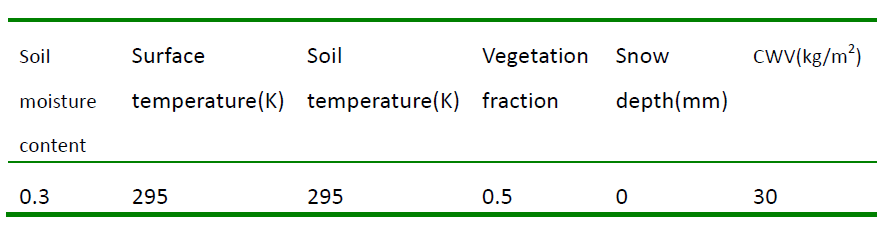 Soil Surface Soil Vegetation Snow CWV(kg/m²)
moisture temperature(K) temperature(K) fraction depth(mm)
content
0.3 295 295 0.5 0 30